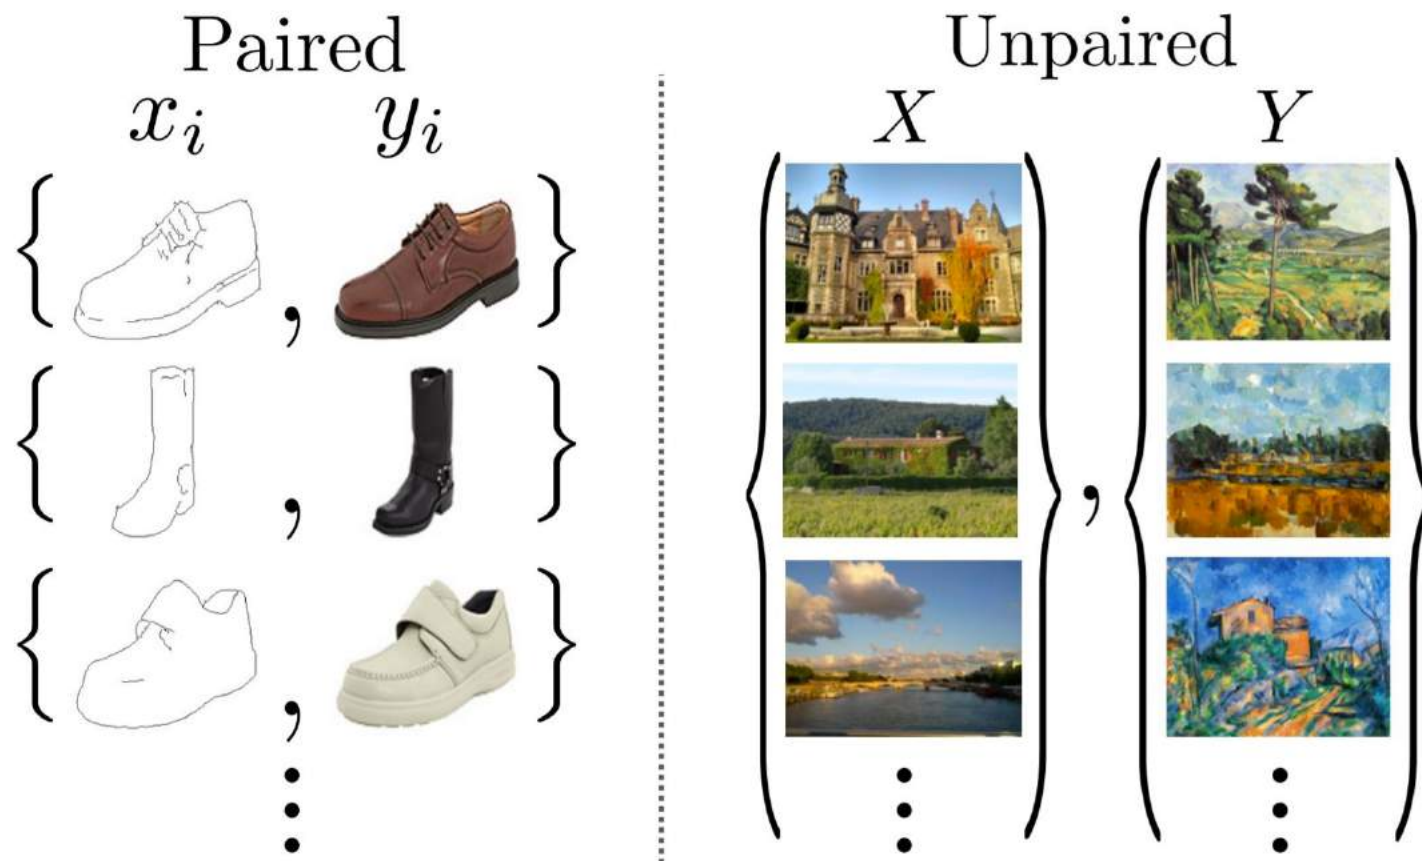 Paired
x_i y_i
{ , }
{ , }
{ , }
⋮
Unpaired
X Y
{ } , { }
⋮ ⋮